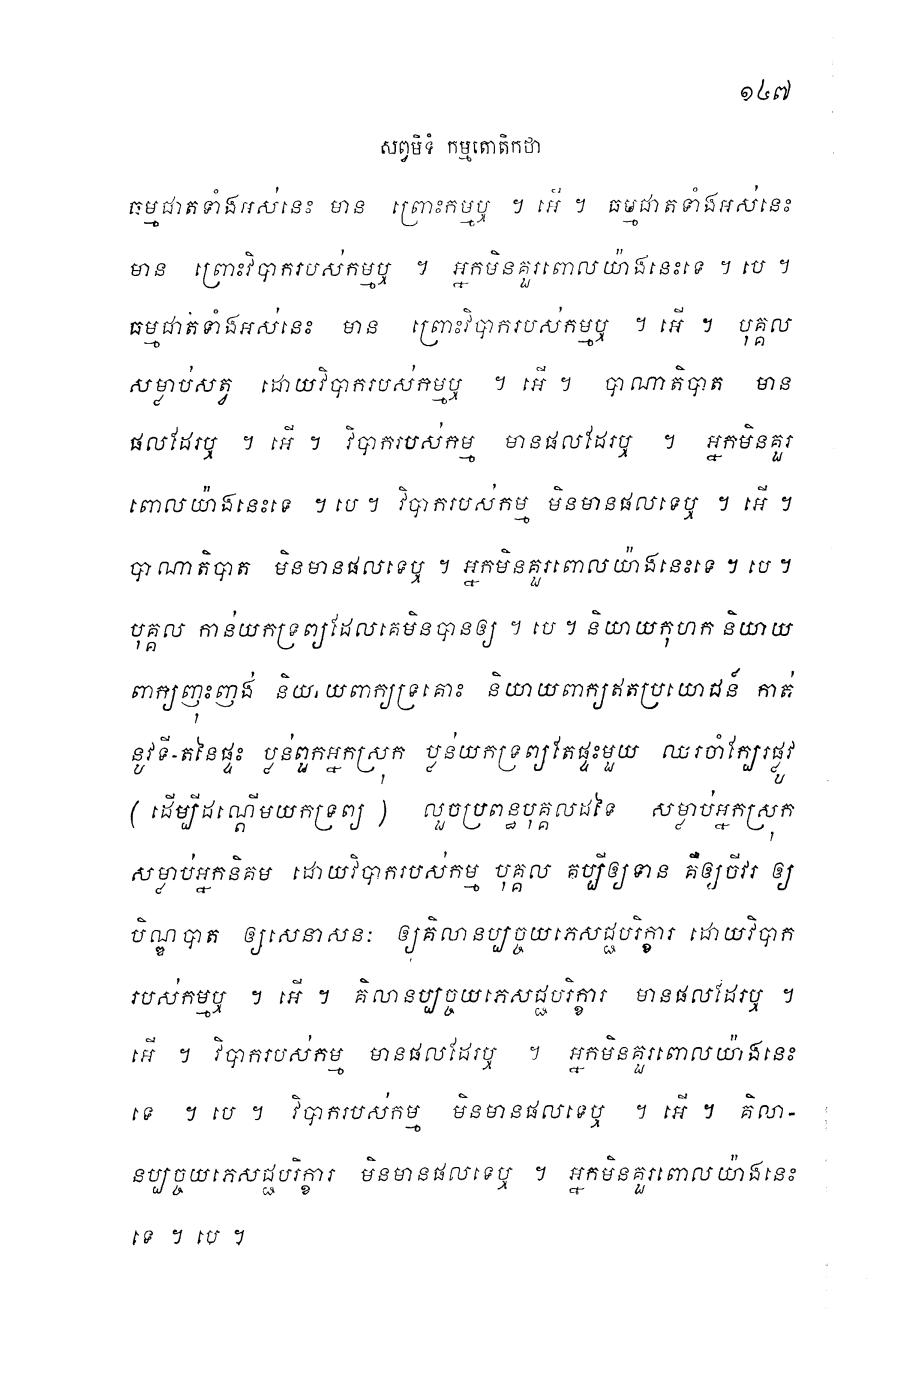 ១៤៧
សព្វមិទំ កម្មតោតិកថា
ធម្មជាតទាំងអស់នេះ មាន ព្រោះកម្មឬ ។ អើ ។ ធម្មជាតទាំងអស់នេះ
មាន ព្រោះវិបាករបស់កម្មឬ ។ អ្នកមិនគួរពោលយ៉ាងនេះទេ ។ បេ ។
ធម្មជាតទាំងអស់នេះ មាន ព្រោះវិបាករបស់កម្មឬ ។ អើ ។ បុគ្គល
សម្លាប់សត្វ ដោយវិបាករបស់កម្មឬ ។ អើ ។ បាណាតិបាត មាន
ផលដែរឬ ។ អើ ។ វិបាករបស់កម្ម មានផលដែរឬ ។ អ្នកមិនគួរ
ពោលយ៉ាងនេះទេ ។ បេ ។ វិបាករបស់កម្ម មិនមានផលទេឬ ។ អើ ។
បាណាតិបាត មិនមានផលទេឬ ។ អ្នកមិនគួរពោលយ៉ាងនេះទេ ។ បេ ។
បុគ្គល កាន់យកទ្រព្យដែលគេមិនបានឲ្យ ។ បេ ។ និយាយកុហក និយាយ
ពាក្យញុះញង់ និយាយពាក្យទ្រគោះ និយាយពាក្យឥតប្រយោជន៍ កាត់
នូវទី-តនៃផ្ទះ ប្លន់ពួកអ្នកស្រុក ប្លន់យកទ្រព្យតែផ្ទះមួយ ឈរចាំក្បែរផ្លូវ
( ដើម្បីដណ្តើមយកទ្រព្យ ) លួចប្រពន្ធបុគ្គលដទៃ សម្លាប់អ្នកស្រុក
សម្លាប់អ្នកនិគម ដោយវិបាករបស់កម្ម បុគ្គល គប្បីឲ្យទាន គឺឲ្យចីវរ ឲ្យ
បិណ្ឌបាត ឲ្យសេនាសនៈ ឲ្យគិលានប្បច្ចយភេសជ្ជបរិក្ខារ ដោយវិបាក
របស់កម្មឬ ។ អើ ។ គិលានប្បច្ចយភេសជ្ជបរិក្ខារ មានផលដែរឬ ។
អើ ។ វិបាករបស់កម្ម មានផលដែរឬ ។ អ្នកមិនគួរពោលយ៉ាងនេះ
ទេ ។ បេ ។ វិបាករបស់កម្ម មិនមានផលទេឬ ។ អើ ។ គិលា-
នប្បច្ចយភេសជ្ជបរិក្ខារ មិនមានផលទេឬ ។ អ្នកមិនគួរពោលយ៉ាងនេះ
ទេ ។ បេ ។